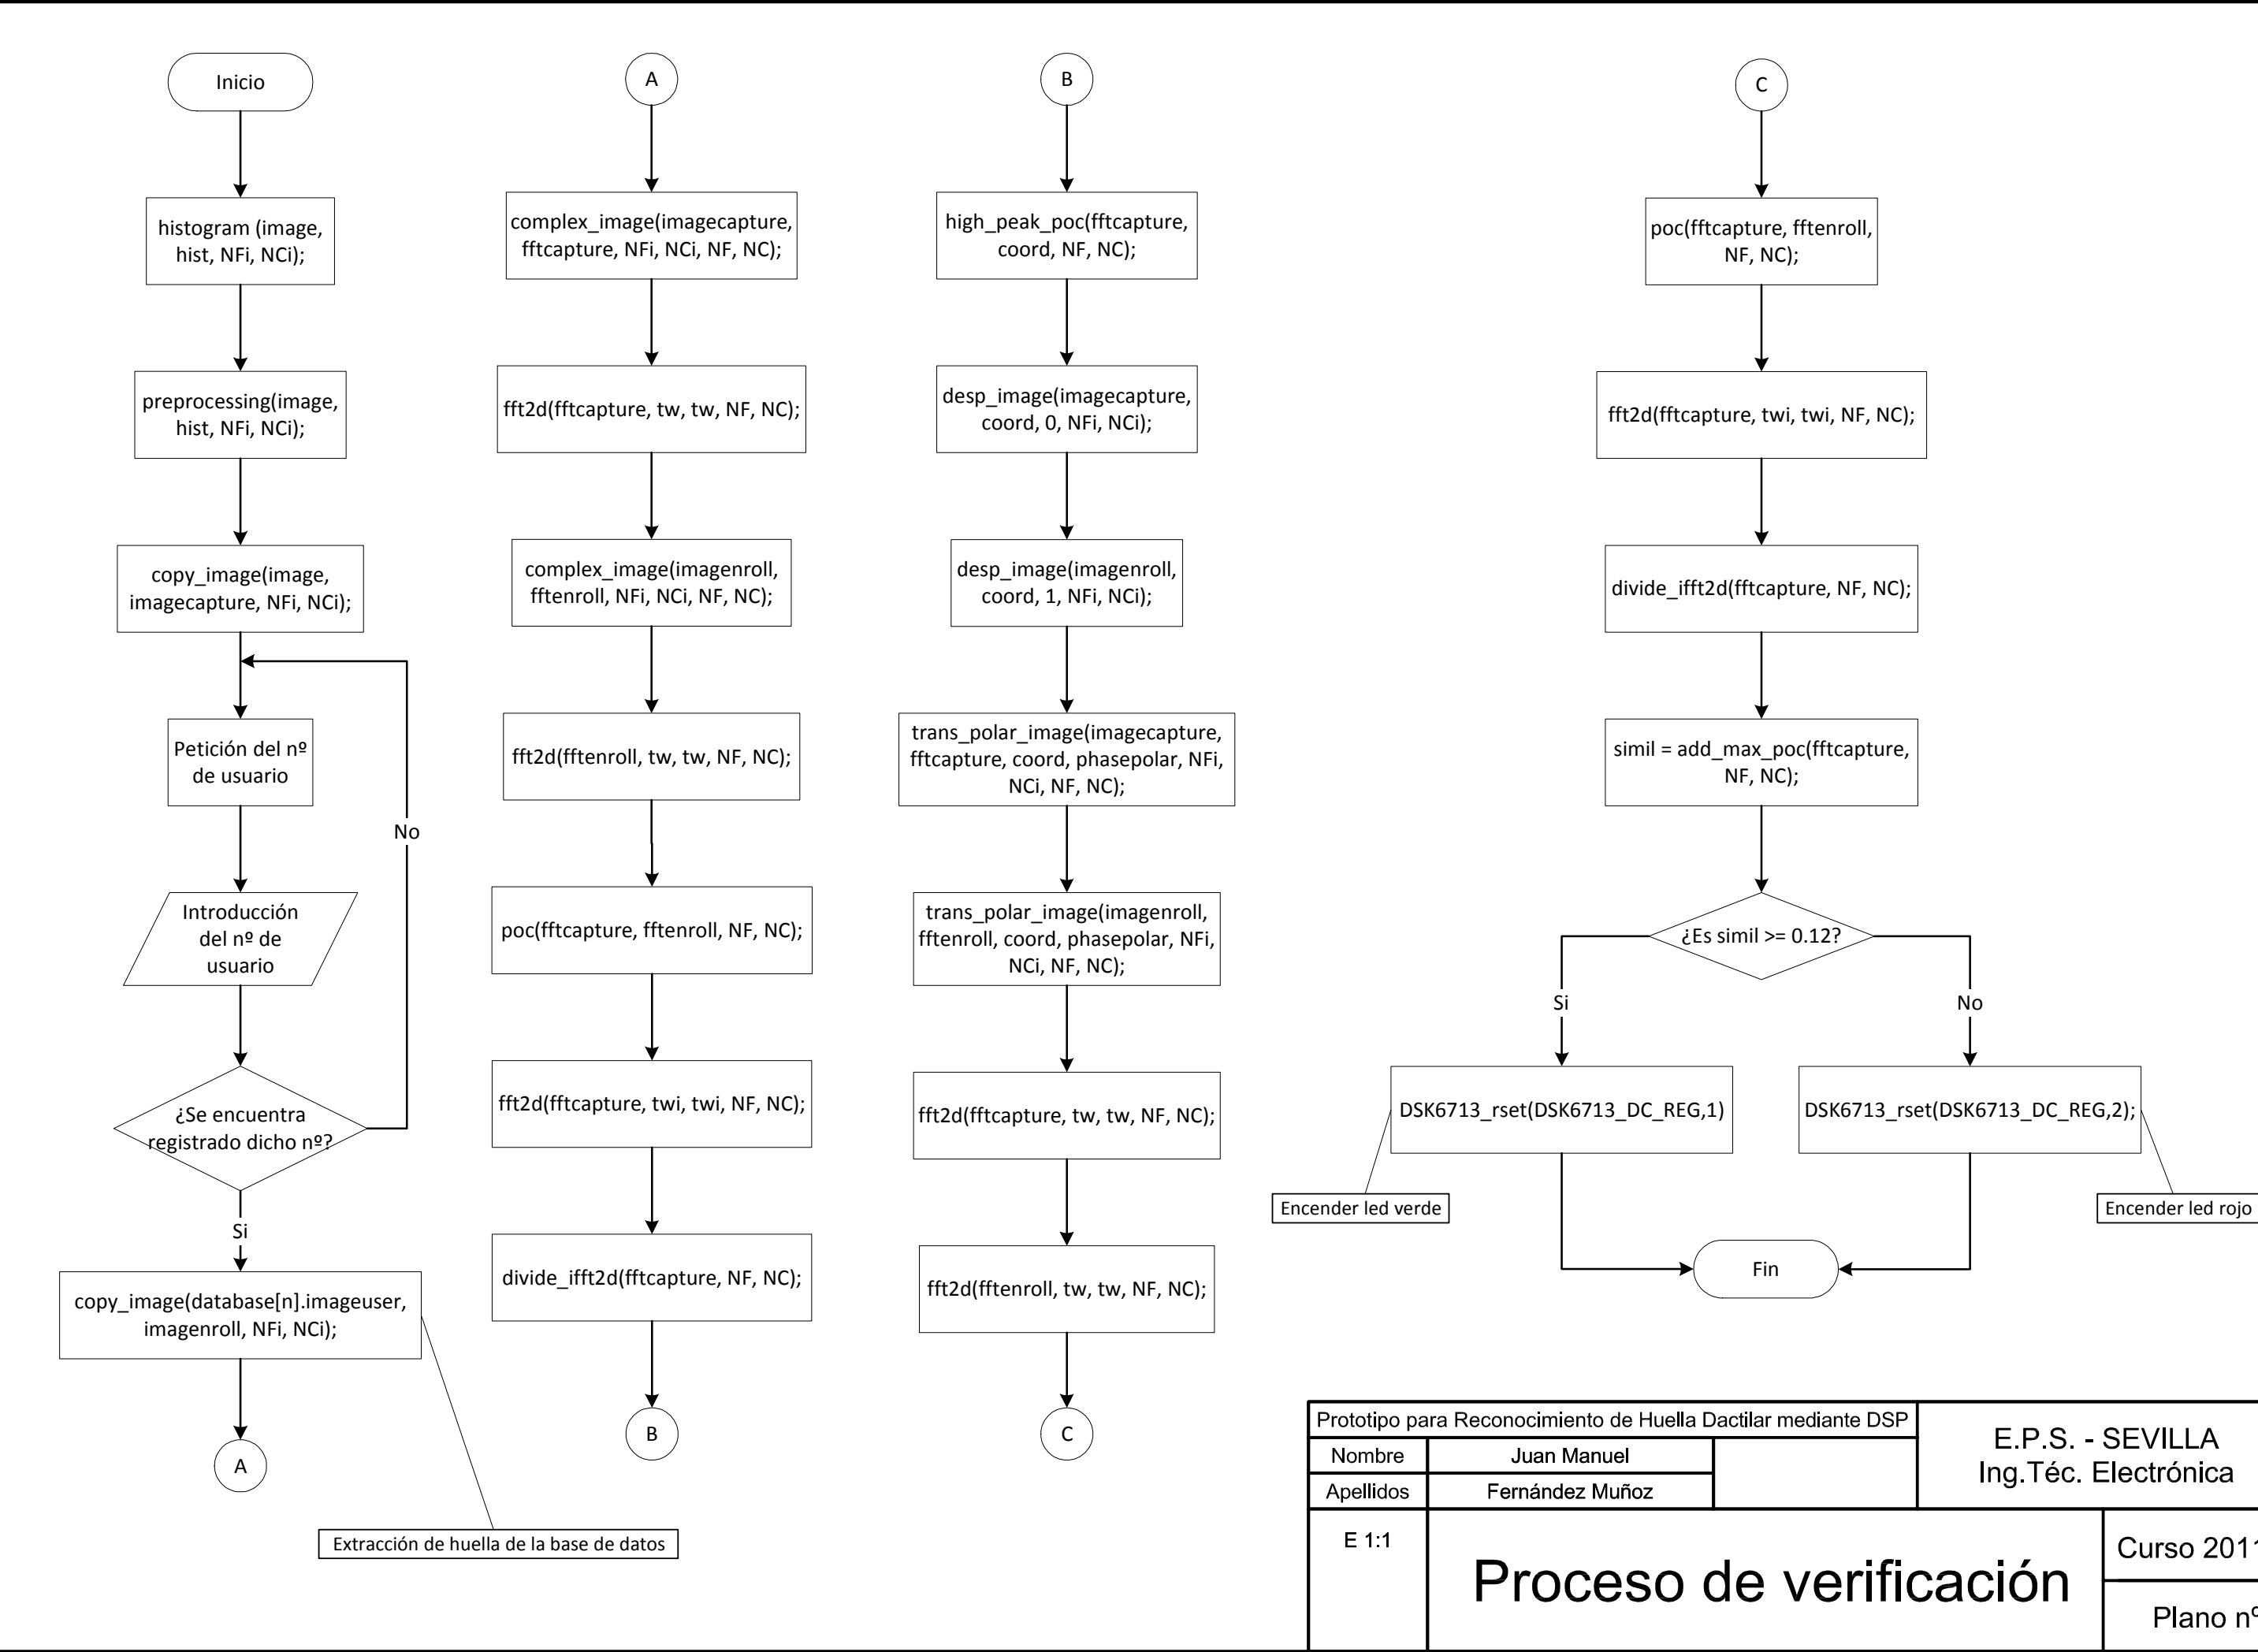 Inicio
histogram (image,
hist, NFi, NCi);
preprocessing(image,
hist, NFi, NCi);
copy_image(image,
imagecapture, NFi, NCi);
Petición del nº
de usuario
No
Introducción
del nº de
usuario
¿Se encuentra
registrado dicho nº?
Si
copy_image(database[n].imageuser,
imagenroll, NFi, NCi);
A
Extracción de huella de la base de datos
A
complex_image(imagecapture,
fftcapture, NFi, NCi, NF, NC);
fft2d(fftcapture, tw, tw, NF, NC);
complex_image(imagenroll,
fftenroll, NFi, NCi, NF, NC);
fft2d(fftenroll, tw, tw, NF, NC);
poc(fftcapture, fftenroll, NF, NC);
fft2d(fftcapture, twi, twi, NF, NC);
divide_ifft2d(fftcapture, NF, NC);
B
B
high_peak_poc(fftcapture,
coord, NF, NC);
desp_image(imagecapture,
coord, 0, NFi, NCi);
desp_image(imagenroll,
coord, 1, NFi, NCi);
trans_polar_image(imagecapture,
fftcapture, coord, phasepolar, NFi,
NCi, NF, NC);
trans_polar_image(imagenroll,
fftenroll, coord, phasepolar, NFi,
NCi, NF, NC);
fft2d(fftcapture, tw, tw, NF, NC);
fft2d(fftenroll, tw, tw, NF, NC);
C
C
poc(fftcapture, fftenroll,
NF, NC);
fft2d(fftcapture, twi, twi, NF, NC);
divide_ifft2d(fftcapture, NF, NC);
simil = add_max_poc(fftcapture,
NF, NC);
¿Es simil >= 0.12?
Si
No
DSK6713_rset(DSK6713_DC_REG,1)
DSK6713_rset(DSK6713_DC_REG,2);
Encender led verde
Encender led rojo
Fin
Prototipo para Reconocimiento de Huella Dactilar mediante DSP
Nombre
Juan Manuel
Apellidos
Fernández Muñoz
E.P.S. - SEVILLA
Ing.Téc. Electrónica
E 1:1
Proceso de verificación
Curso 2011
Plano nº